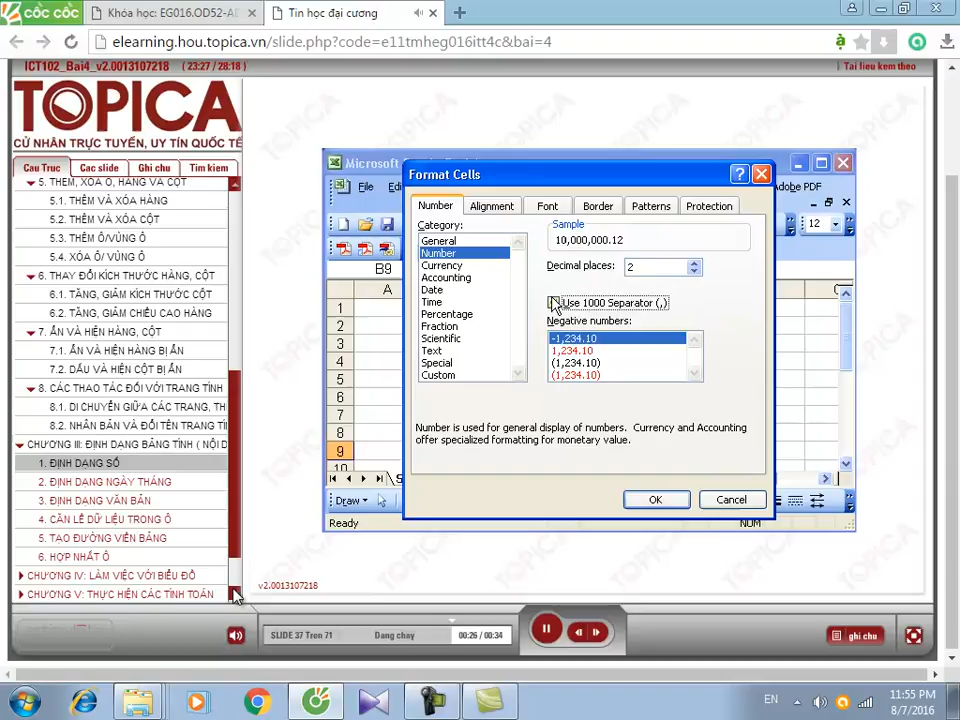 CỐC CỐC
Khóa học: EG016.OD52-AD
Tin học đại cương
elearning.hou.topica.vn/slide.php?code=e11tmheg016itt4c&bai=4
ICT102_Bai4_v2.0013107218 ( 23:27 / 28:18 )
Tai lieu kem theo
TOPICA
CỬ NHÂN TRỰC TUYẾN, UY TÍN QUỐC TẾ
Cau Truc
Cac slide
Ghi chu
Tim kiem
5. THÊM, XÓA Ô, HÀNG VÀ CỘT
5.1. THÊM VÀ XÓA HÀNG
5.2. THÊM VÀ XÓA CỘT
5.3. THÊM Ô/VÙNG Ô
5.4. XÓA Ô/ VÙNG Ô
6. THAY ĐỔI KÍCH THƯỚC HÀNG, CỘT
6.1. TĂNG, GIẢM KÍCH THƯỚC CỘT
6.2. TĂNG, GIẢM CHIỀU CAO HÀNG
7. ẨN VÀ HIỆN HÀNG, CỘT
7.1. ẨN VÀ HIỆN HÀNG BỊ ẨN
7.2. DẤU VÀ HIỆN CỘT BỊ ẨN
8. CÁC THAO TÁC ĐỐI VỚI TRANG TÍNH
8.1. DI CHUYỂN GIỮA CÁC TRANG, TH
8.2. NHÂN BẢN VÀ ĐỔI TÊN TRANG TÍN
CHƯƠNG III: ĐỊNH DẠNG BẢNG TÍNH ( NỘI D
1. ĐỊNH DẠNG SỐ
2. ĐỊNH DẠNG NGÀY THÁNG
3. ĐỊNH DẠNG VĂN BẢN
4. CĂN LỀ DỮ LIỆU TRONG Ô
5. TẠO ĐƯỜNG VIỀN BẢNG
6. HỢP NHẤT Ô
CHƯƠNG IV: LÀM VIỆC VỚI BIỂU ĐỒ
CHƯƠNG V: THỰC HIỆN CÁC TÍNH TOÁN
Microsoft
File
Edi
dobe PDF
12
B9
A
1
2
3
4
5
6
7
8
9
10
Draw
Ready
NUM
Format Cells
Number
Alignment
Font
Border
Patterns
Protection
Category:
General
Number
Currency
Accounting
Date
Time
Percentage
Fraction
Scientific
Text
Special
Custom
Sample
10,000,000.12
Decimal places:
2
Use 1000 Separator (,)
Negative numbers:
-1,234.10
1,234.10
(1,234.10)
(1,234.10)
Number is used for general display of numbers. Currency and Accounting
offer specialized formatting for monetary value.
OK
Cancel
v2.0013107218
SLIDE 37 Tren 71
Dang chay
00:26 / 00:34
ghi chu
EN
11:55 PM
8/7/2016